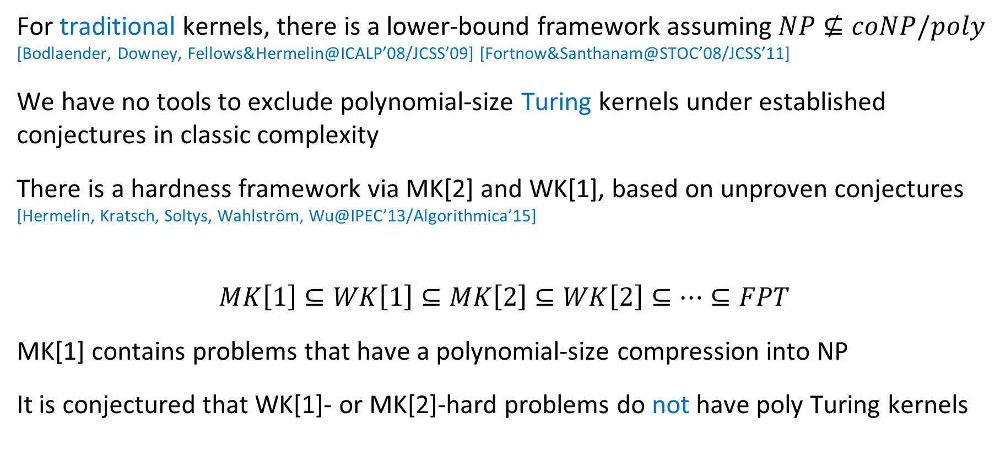 For traditional kernels, there is a lower-bound framework assuming NP ⊈ coNP/poly
[Bodlaender, Downey, Fellows&Hermelin@ICALP’08/JCSS’09] [Fortnow&Santhanam@STOC’08/JCSS’11]
We have no tools to exclude polynomial-size Turing kernels under established
conjectures in classic complexity
There is a hardness framework via MK[2] and WK[1], based on unproven conjectures
[Hermelin, Kratsch, Soltys, Wahlström, Wu@IPEC’13/Algorithmica’15]
MK[1] ⊆ WK[1] ⊆ MK[2] ⊆ WK[2] ⊆ ⋯ ⊆ FPT
MK[1] contains problems that have a polynomial-size compression into NP
It is conjectured that WK[1]- or MK[2]-hard problems do not have poly Turing kernels